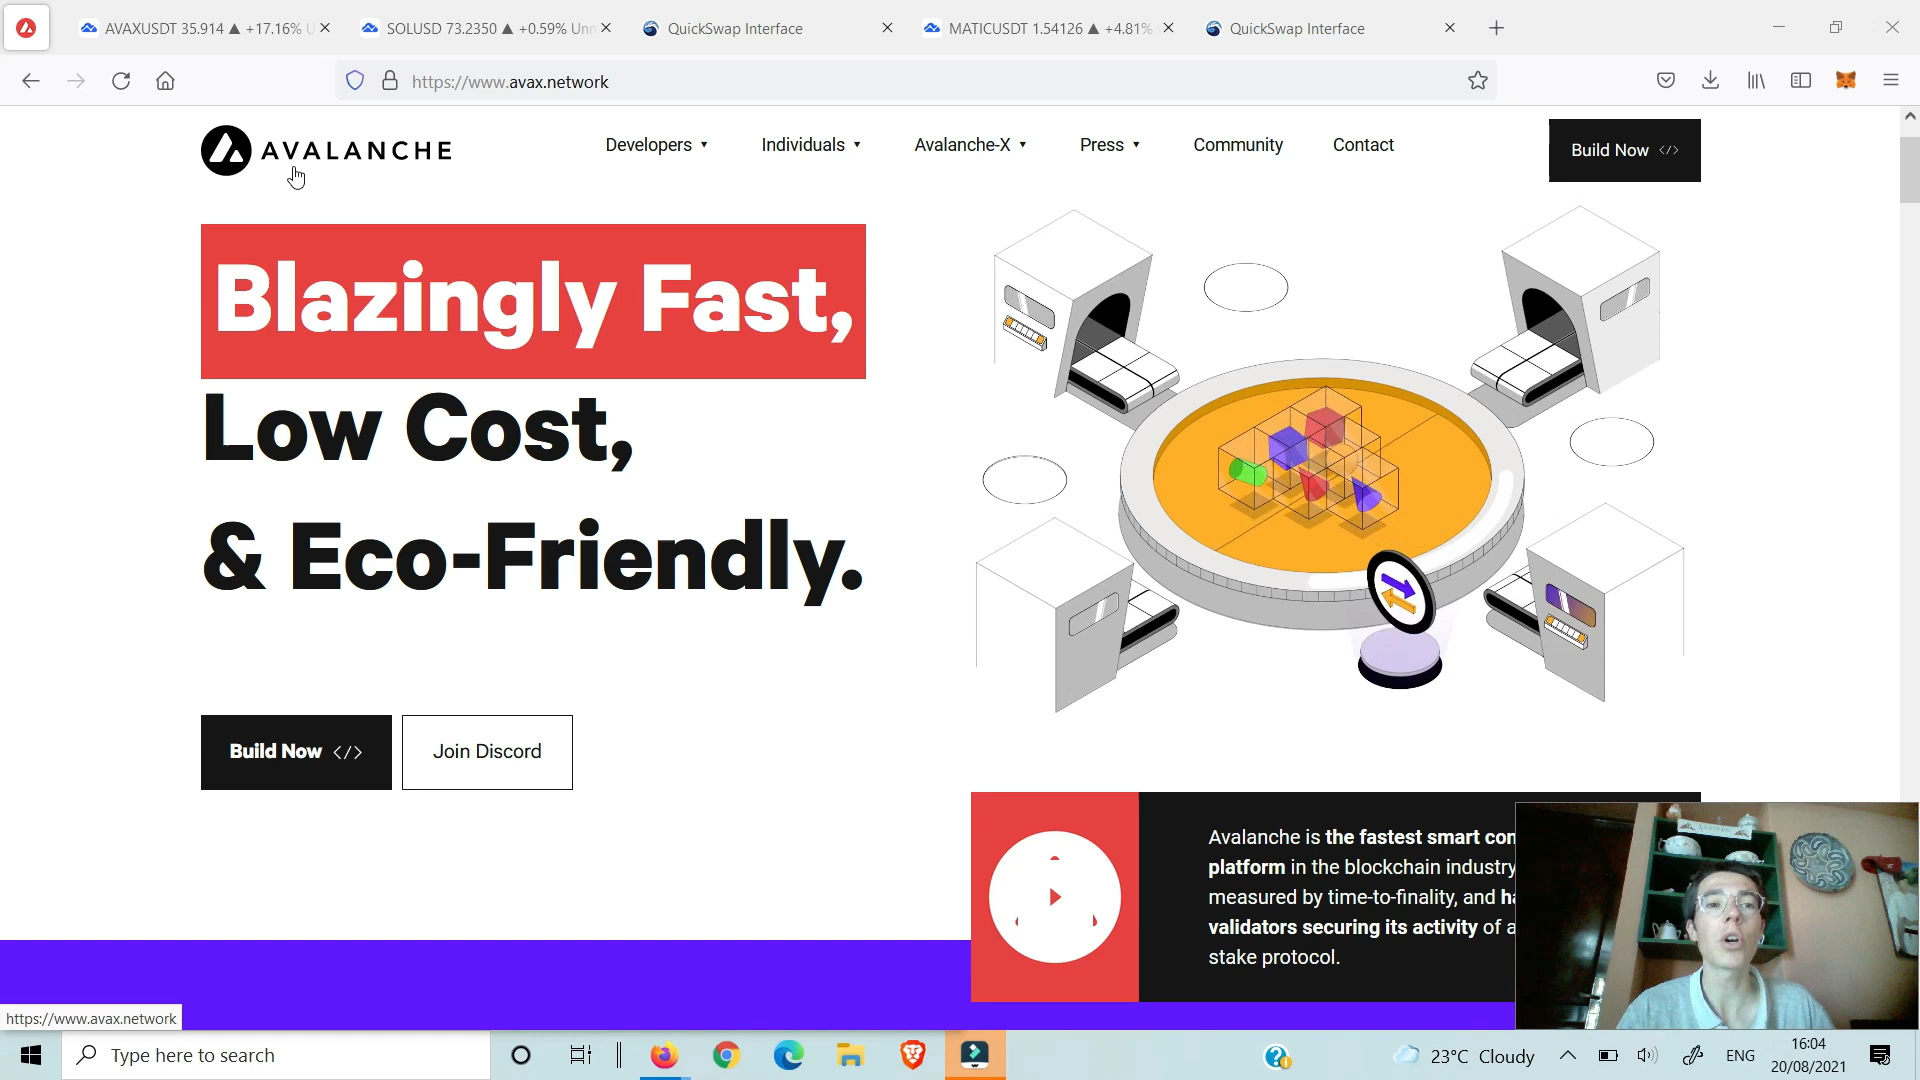 AVAXUSDT 35.914 ▲ +17.16% U
SOLUSD 73.2350 ▲ +0.59% Unn
QuickSwap Interface
MATICUSDT 1.54126 ▲ +4.81%
QuickSwap Interface
https://www.avax.network
AVALANCHE
Developers
Individuals
Avalanche-X
Press
Community
Contact
Build Now </>
Blazingly Fast,
Low Cost,
& Eco-Friendly.
Build Now </>
Join Discord
Avalanche is the fastest smart con
platform in the blockchain industry
measured by time-to-finality, and ha
validators securing its activity of a
stake protocol.
https://www.avax.network
Type here to search
23°C Cloudy
ENG
16:04
20/08/2021